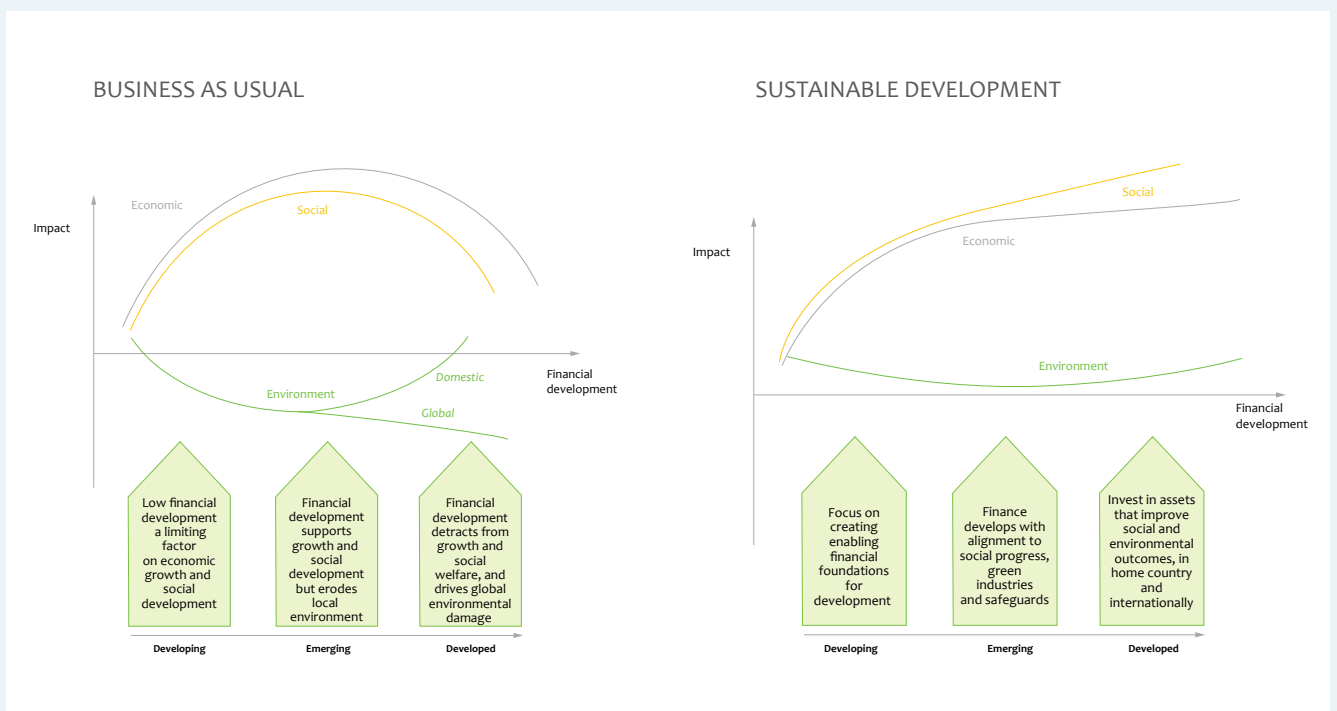 BUSINESS AS USUAL
Economic
Social
Impact
Financial
development
Domestic
Environment
Global
Low financial
development
a limiting
factor
on economic
growth and
social
development
Financial
development
supports
growth and
social
development
but erodes
local
environment
Financial
development
detracts from
growth and
social
welfare, and
drives global
environmental
damage
Developing
Emerging
Developed
SUSTAINABLE DEVELOPMENT
Social
Economic
Impact
Environment
Financial
development
Focus on
creating
enabling
financial
foundations
for
development
Finance
develops with
alignment to
social progress,
green
industries
and safeguards
Invest in assets
that improve
social and
environmental
outcomes, in
home country
and
internationally
Developing
Emerging
Developed